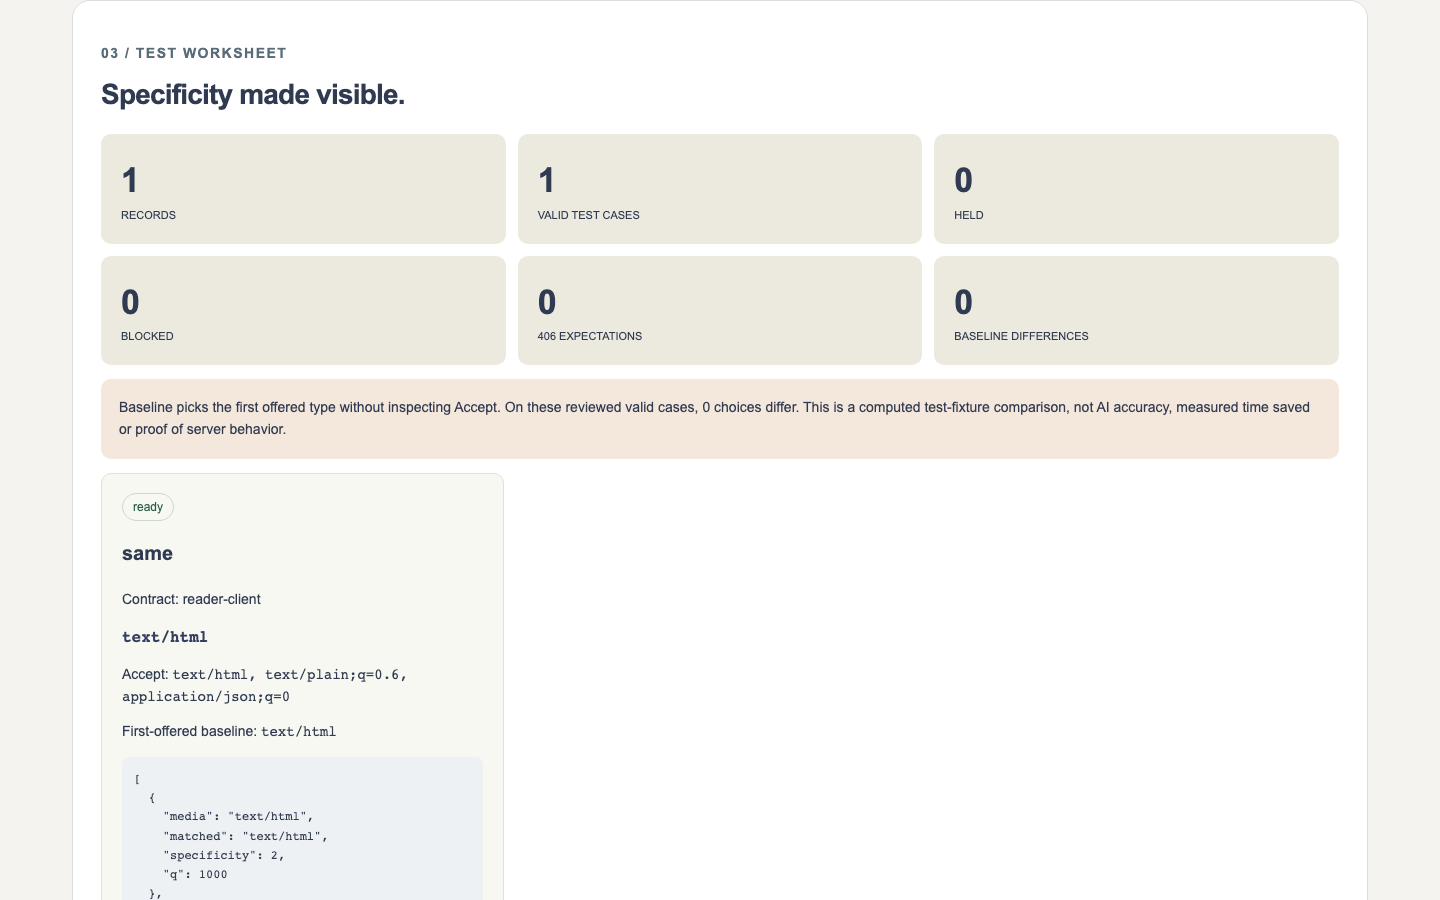 03 / TEST WORKSHEET
Specificity made visible.
1
RECORDS
1
VALID TEST CASES
0
HELD
0
BLOCKED
0
406 EXPECTATIONS
0
BASELINE DIFFERENCES
Baseline picks the first offered type without inspecting Accept. On these reviewed valid cases, 0 choices differ. This is a computed test-fixture comparison, not AI accuracy, measured time saved
or proof of server behavior.
ready
same
Contract: reader-client
text/html
Accept: text/html, text/plain;q=0.6,
application/json;q=0
First-offered baseline: text/html
[
  {
    "media": "text/html",
    "matched": "text/html",
    "specificity": 2,
    "q": 1000
  },